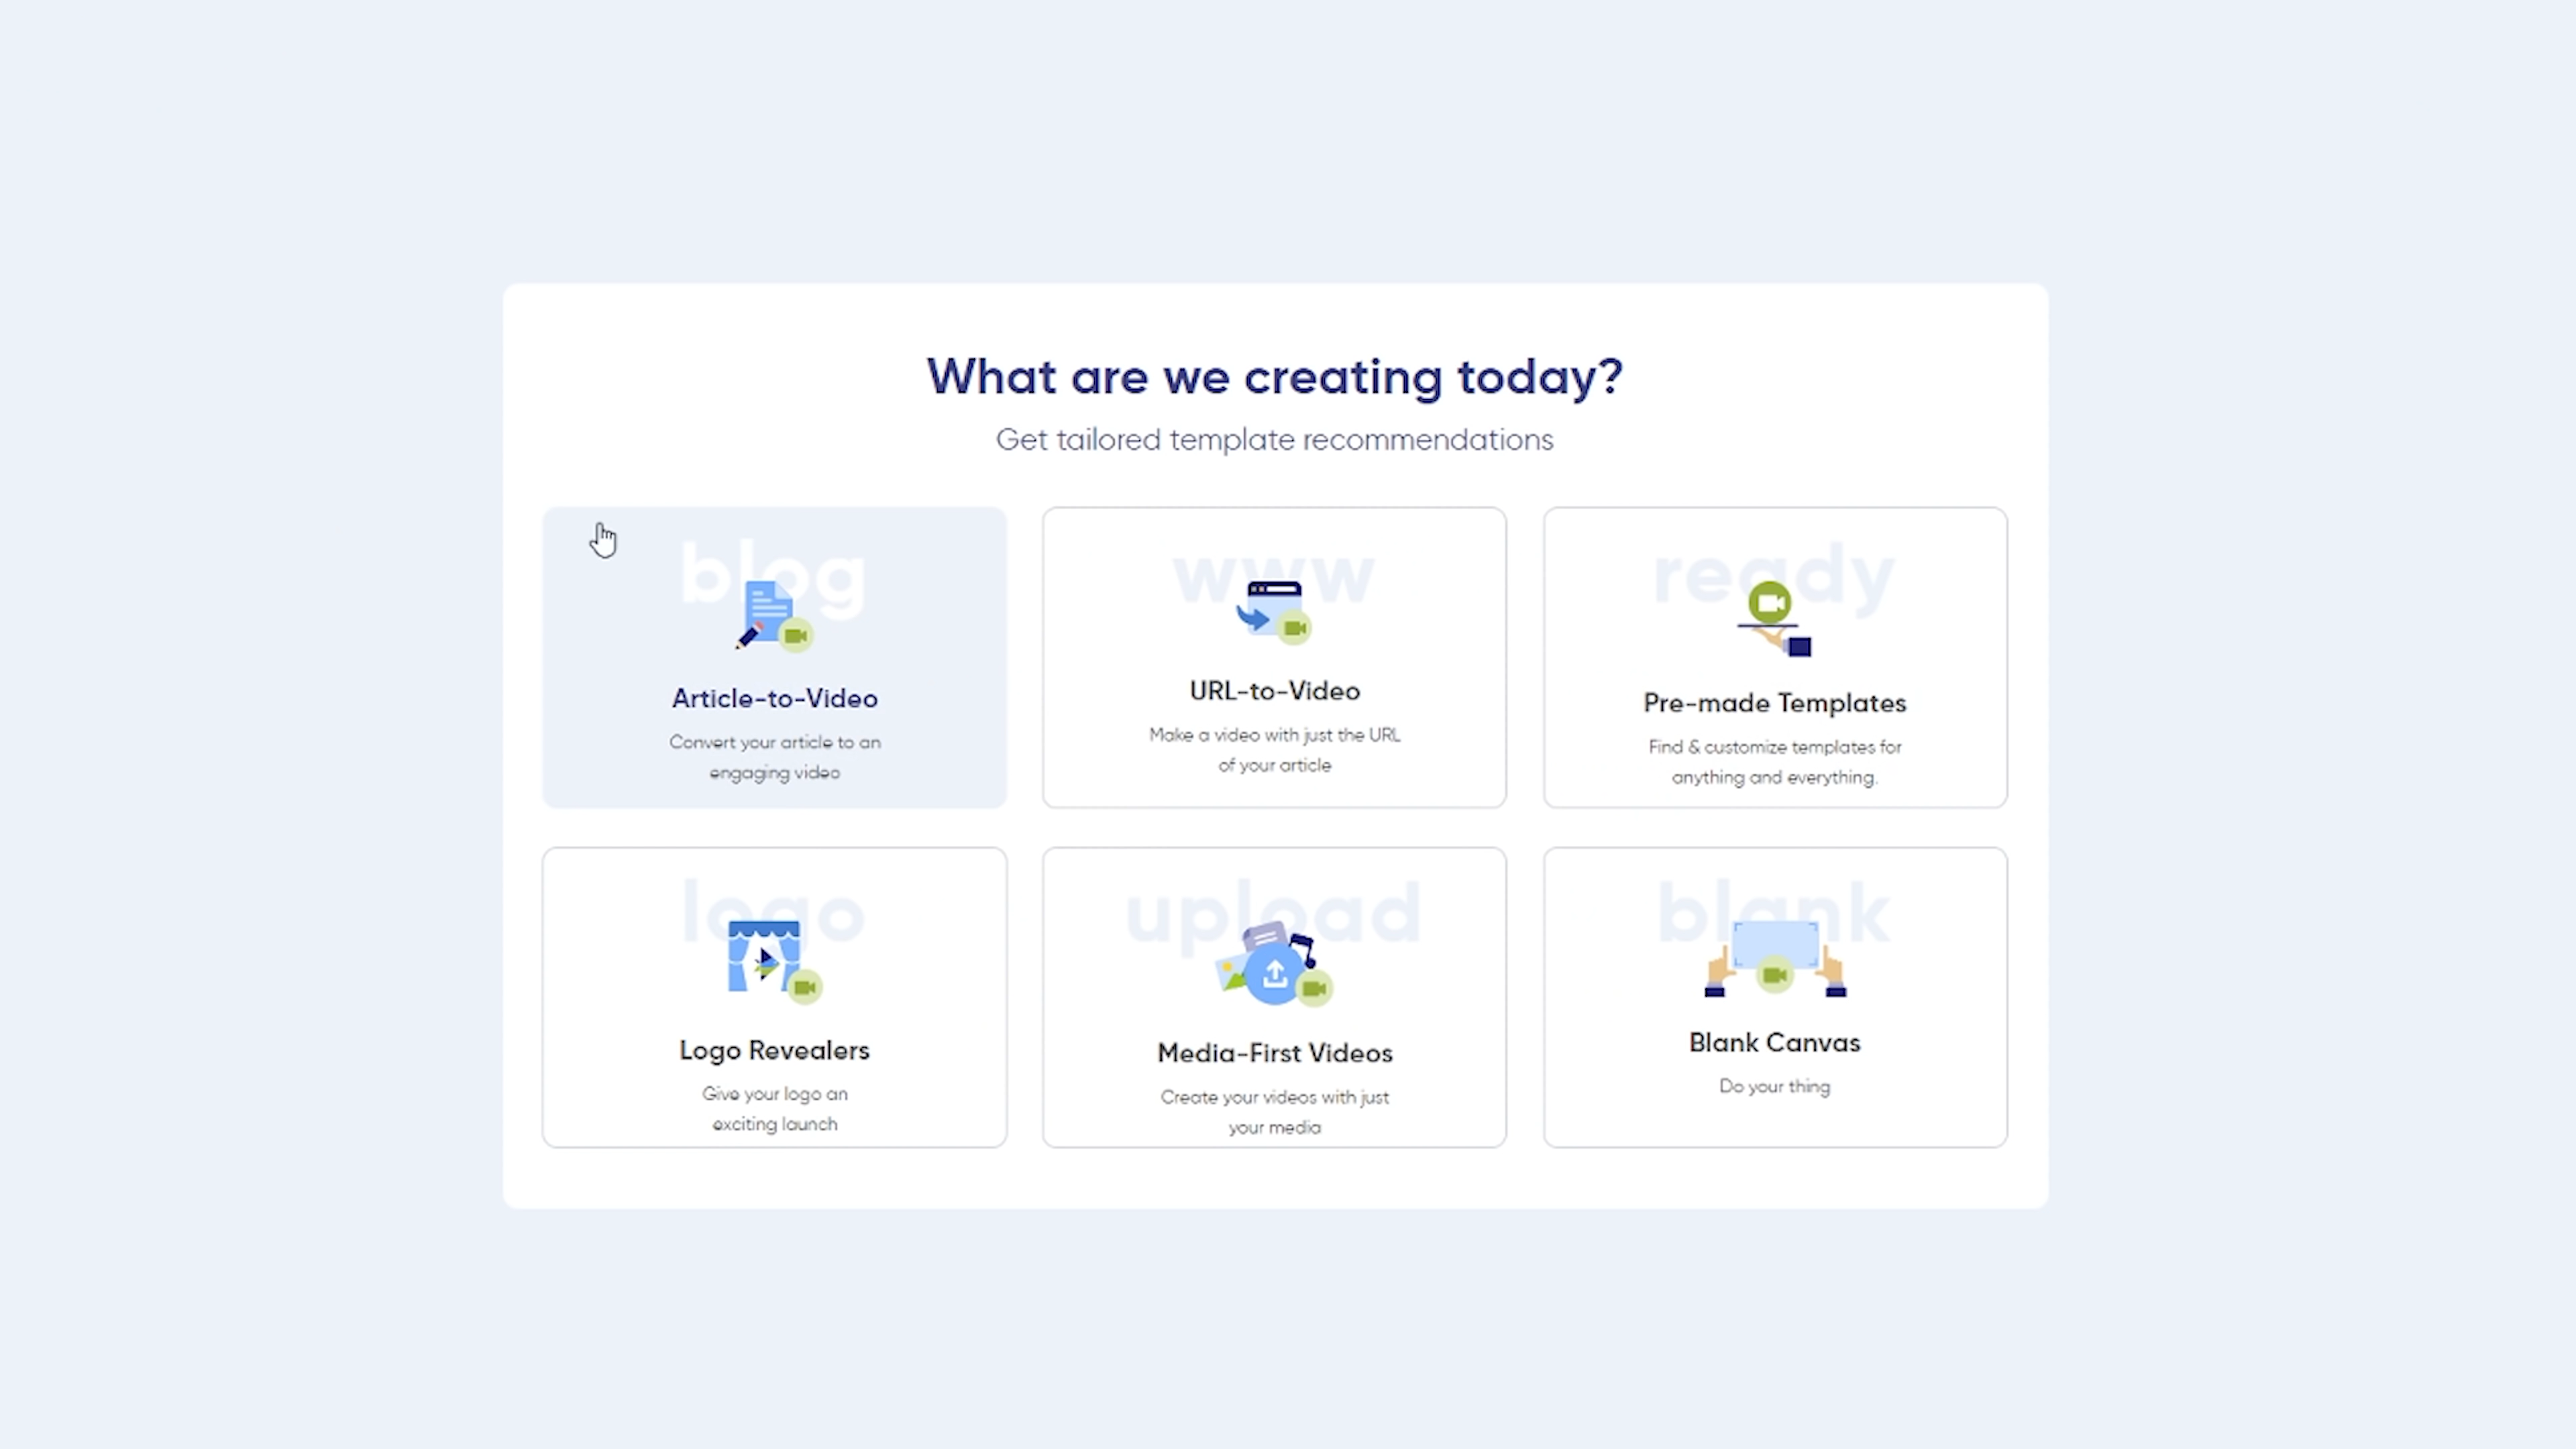 What are we creating today?
Get tailored template recommendations
blog
Article-to-Video
Convert your article to an
engaging video
www
URL-to-Video
Make a video with just the URL
of your article
ready
Pre-made Templates
Find & customize templates for
anything and everything.
logo
Logo Revealers
Give your logo an
exciting launch
upload
Media-First Videos
Create your videos with just
your media
blank
Blank Canvas
Do your thing